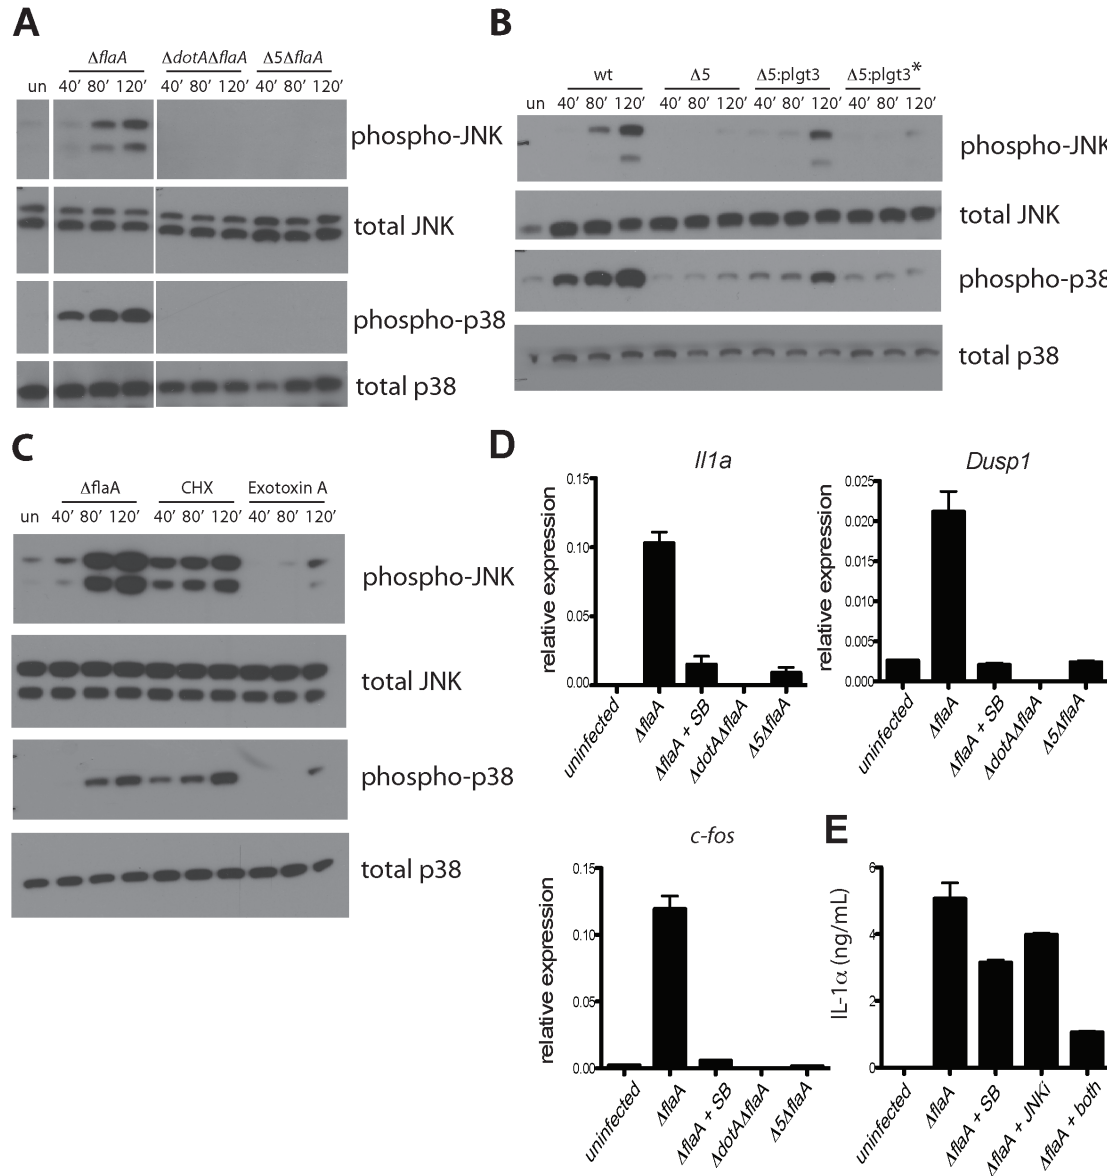 A
ΔflaA ΔdotAΔflaA Δ5ΔflaA
un 40’ 80’ 120’ 40’ 80’ 120’ 40’ 80’ 120’
phospho-JNK
total JNK
phospho-p38
total p38
B
wt Δ5 Δ5:plgt3 Δ5:plgt3*
un 40’ 80’ 120’ 40’ 80’ 120’ 40’ 80’ 120’ 40’ 80’ 120’
phospho-JNK
total JNK
phospho-p38
total p38
C
ΔflaA CHX Exotoxin A
un 40’ 80’ 120’ 40’ 80’ 120’ 40’ 80’ 120’
phospho-JNK
total JNK
phospho-p38
total p38
D
Il1a
relative expression
0.15
0.10
0.05
0.00
uninfected
ΔflaA
ΔflaA + SB
ΔdotAΔflaA
Δ5ΔflaA
Dusp1
relative expression
0.025
0.020
0.015
0.010
0.005
0.000
uninfected
ΔflaA
ΔflaA + SB
ΔdotAΔflaA
Δ5ΔflaA
c-fos
relative expression
0.15
0.10
0.05
0.00
uninfected
ΔflaA
ΔflaA + SB
ΔdotAΔflaA
Δ5ΔflaA
E
IL-1α (ng/mL)
6
4
2
0
uninfected
ΔflaA
ΔflaA + SB
ΔflaA + JNKi
ΔflaA + both